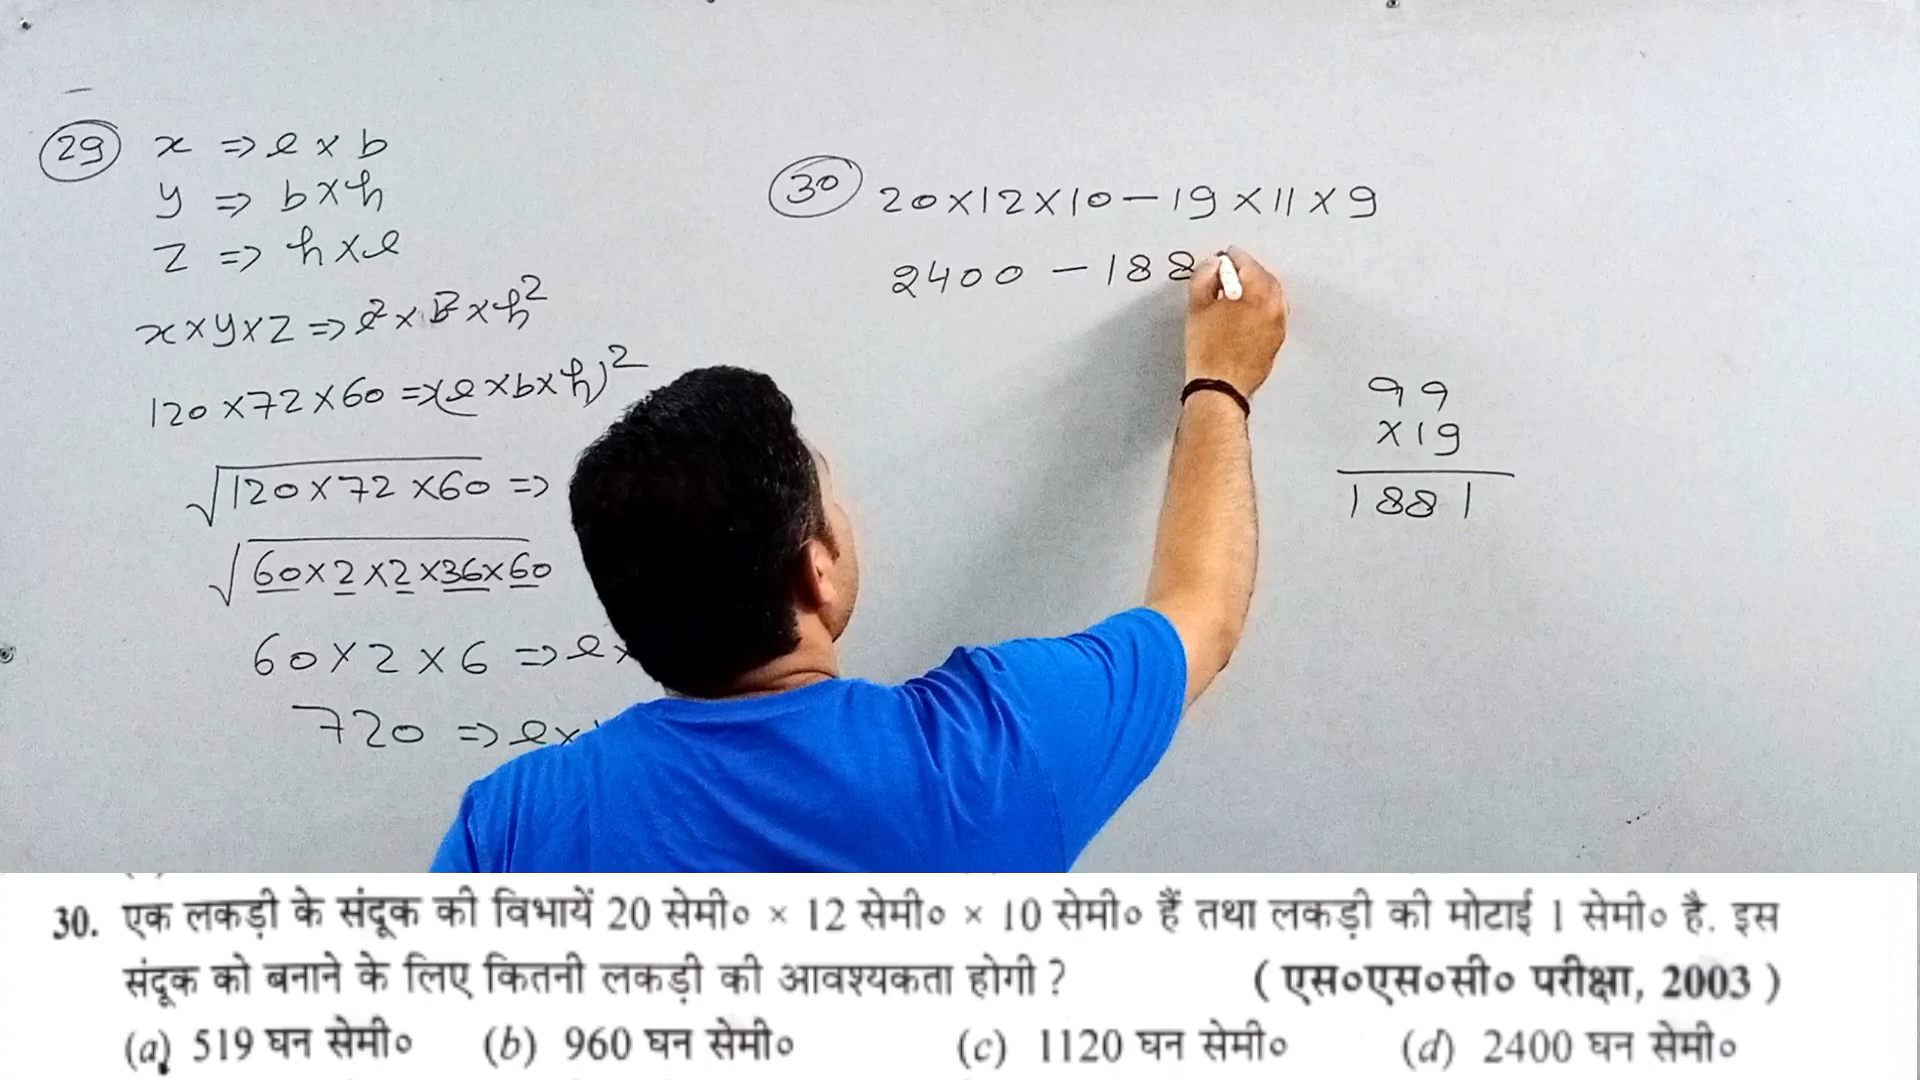 29 x => l × b
y => b × h
z => h × l
x × y × z => l² × b² × h²
120 × 72 × 60 => (l × b × h)²
√120 × 72 × 60 =>
√60 × 2 × 2 × 36 × 60
60 × 2 × 6 => l ×
720 => l ×
30 20 × 12 × 10 – 19 × 11 × 9
2400 – 188
99
× 19
1881
30. एक लकड़ी के संदूक की विभायें 20 सेमी० × 12 सेमी० × 10 सेमी० हैं तथा लकड़ी की मोटाई 1 सेमी० है. इस
संदूक को बनाने के लिए कितनी लकड़ी की आवश्यकता होगी ? ( एस०एस०सी० परीक्षा, 2003 )
(a) 519 घन सेमी० (b) 960 घन सेमी० (c) 1120 घन सेमी० (d) 2400 घन सेमी०